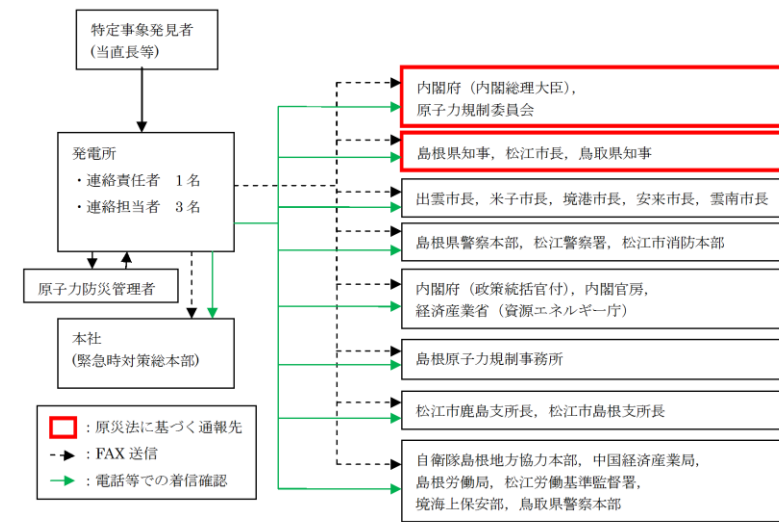 特定事象発見者
(当直長等)
発電所
・連絡責任者　1 名
・連絡担当者　3 名
原子力防災管理者
本社
(緊急時対策総本部)
：原災法に基づく通報先
：FAX 送信
：電話等での着信確認
内閣府（内閣総理大臣），
原子力規制委員会
島根県知事，松江市長，鳥取県知事
出雲市長，米子市長，境港市長，安来市長，雲南市長
島根県警察本部，松江警察署，松江市消防本部
内閣府（政策統括官付），内閣官房，
経済産業省（資源エネルギー庁）
島根原子力規制事務所
松江市鹿島支所長，松江市島根支所長
自衛隊島根地方協力本部，中国経済産業局，
島根労働局，松江労働基準監督署，
境海上保安部，鳥取県警察本部